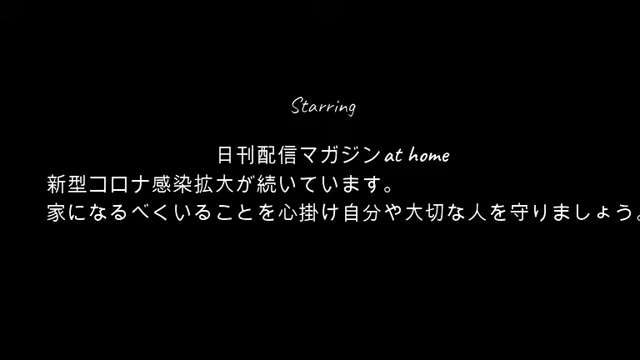 Starring
日刊配信マガジンat home
新型コロナ感染拡大が続いています。
家になるべくいることを心掛け自分や大切な人を守りましょう。